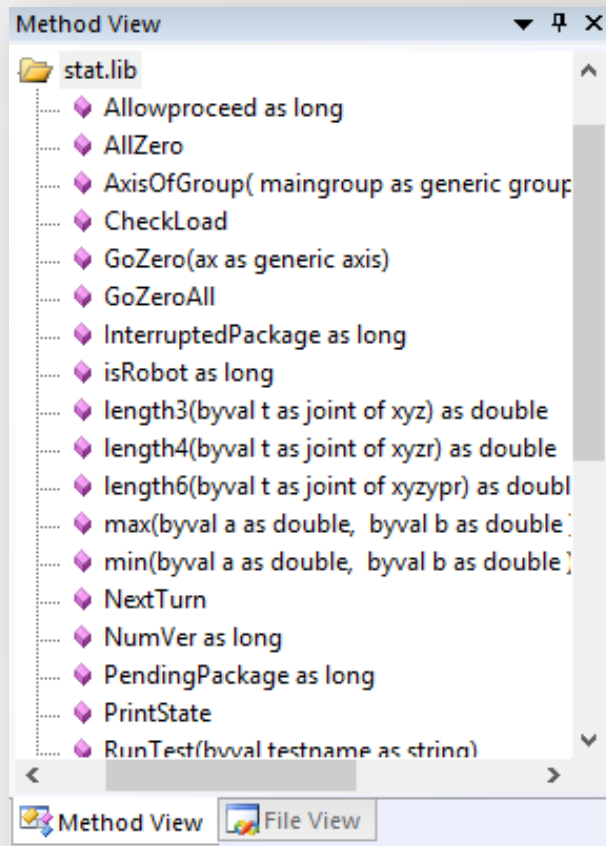 Method View
stat.lib
Allowproceed as long
AllZero
AxisOfGroup( maingroup as generic group
CheckLoad
GoZero(ax as generic axis)
GoZeroAll
InterruptedPackage as long
isRobot as long
length3(byval t as joint of xyz) as double
length4(byval t as joint of xyzr) as double
length6(byval t as joint of xyzypr) as doubl
max(byval a as double,  byval b as double )
min(byval a as double,  byval b as double )
NextTurn
NumVer as long
PendingPackage as long
PrintState
RunTest(byval testname as string)
Method View
File View